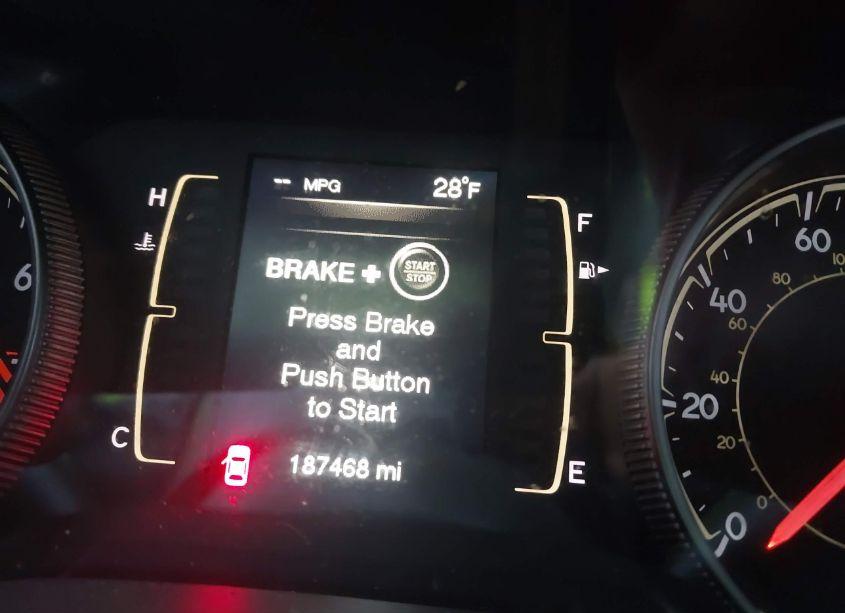 -- MPG 28°F
H
F
BRAKE + START STOP
Press Brake
and
Push Button
to Start
C
187468 mi
E
6
60
40
20
0
80
60
40
20
0